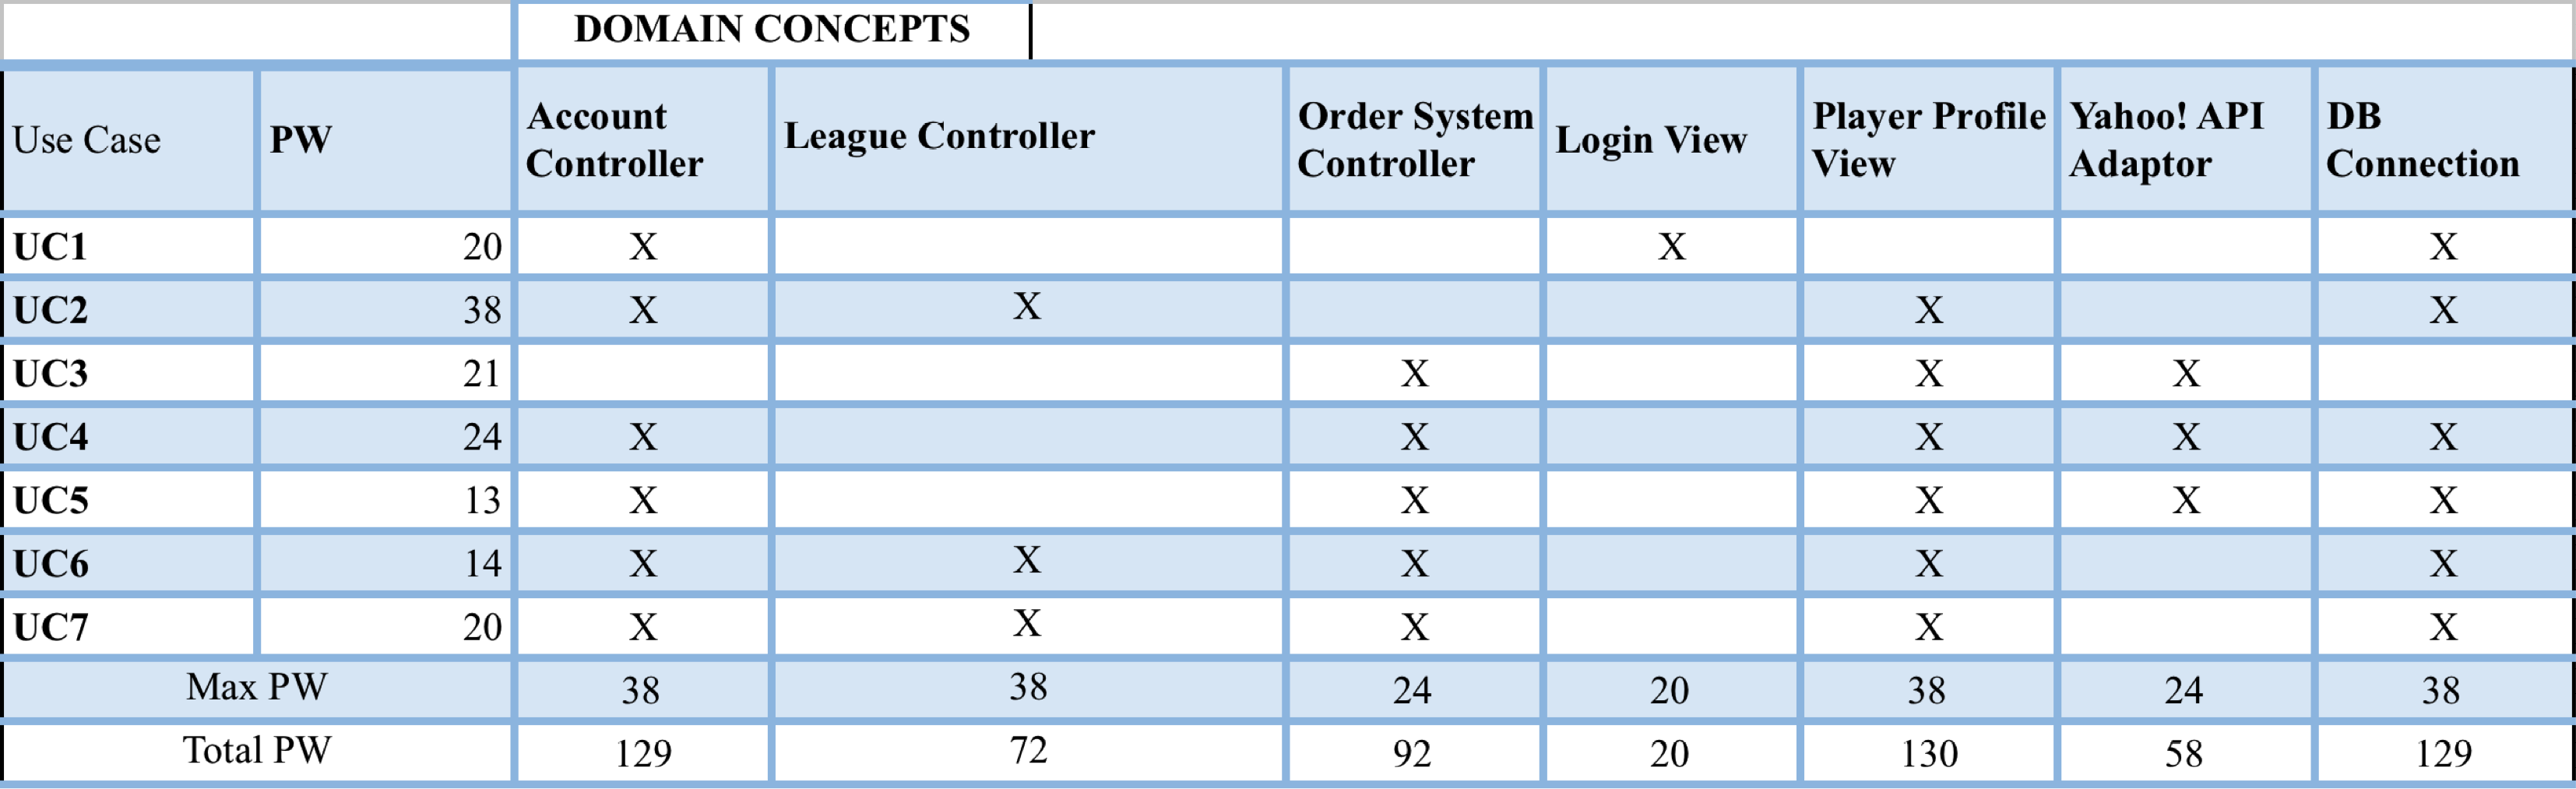 DOMAIN CONCEPTS
Use Case PW Account Controller League Controller Order System Controller Login View Player Profile View Yahoo! API Adaptor DB Connection
UC1 20 X X X
UC2 38 X X X X
UC3 21 X X X
UC4 24 X X X X X
UC5 13 X X X X X
UC6 14 X X X X X
UC7 20 X X X X X
Max PW 38 38 24 20 38 24 38
Total PW 129 72 92 20 130 58 129